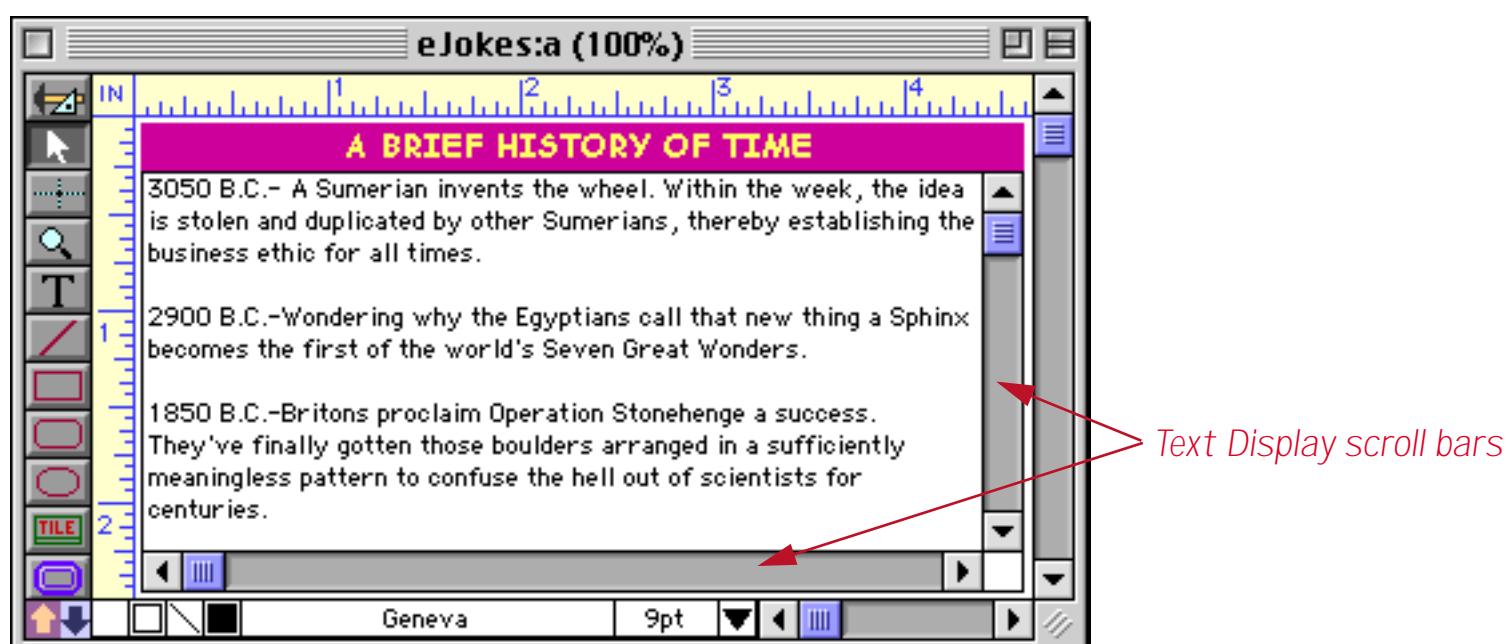 eJokes:a (100%)
IN 1 2 3 4
A BRIEF HISTORY OF TIME
3050 B.C.- A Sumerian invents the wheel. Within the week, the idea
is stolen and duplicated by other Sumerians, thereby establishing the
business ethic for all times.
2900 B.C.-Wondering why the Egyptians call that new thing a Sphinx
becomes the first of the world's Seven Great Wonders.
1850 B.C.-Britons proclaim Operation Stonehenge a success.
They've finally gotten those boulders arranged in a sufficiently
meaningless pattern to confuse the hell out of scientists for
centuries.
T
1
TILE
2
Geneva 9pt
Text Display scroll bars